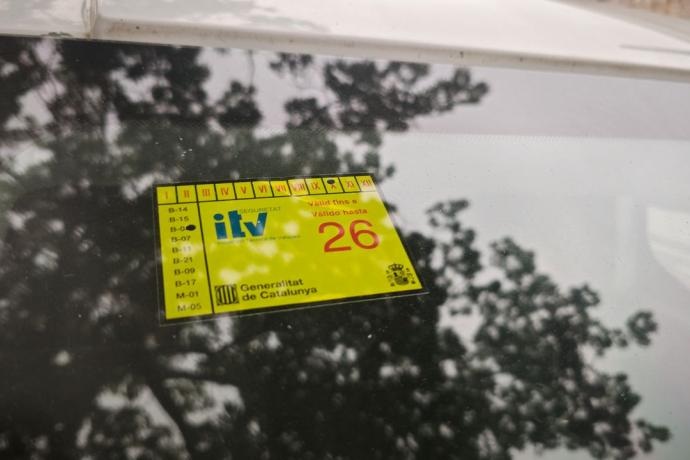 I II III IV V VI VII VIII IX X XI XII
B-14
B-15
B-07
B-11
B-21
B-09
B-17
M-01
M-05
SEGURETAT
itv
Vàlid fins a
Válido hasta
26
Generalitat
de Catalunya